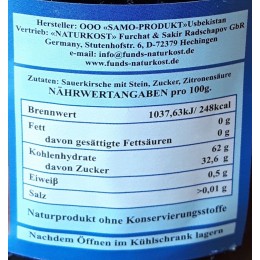 Hersteller: OOO «SAMO-PRODUKT»Usbekistan
Vertrieb: «NATURKOST» Furchat & Sakir Radschapov GbR
Germany, Stutenhofstr. 6, D-72379 Hechingen
e-mail: info@funds-naturkost.de
www.funds-naturkost.de
Zutaten: Sauerkirsche mit Stein, Zucker, Zitronensäure
NÄHRWERTANGABEN pro 100g.
Brennwert 1037,63kJ/ 248kcal
Fett 0 g
davon gesättigte Fettsäuren 0 g
Kohlenhydrate 62 g
davon Zucker 32,6 g
Eiweiß 0,5 g
Salz >0,01 g
Naturprodukt ohne Konservierungsstoffe
Nachdem Öffnen im Kühlschrank lagern